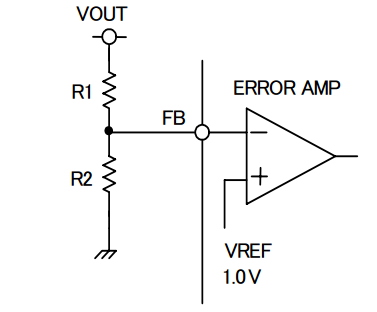 VOUT
R1
ERROR AMP
FB
−
R2
+
VREF
1.0V